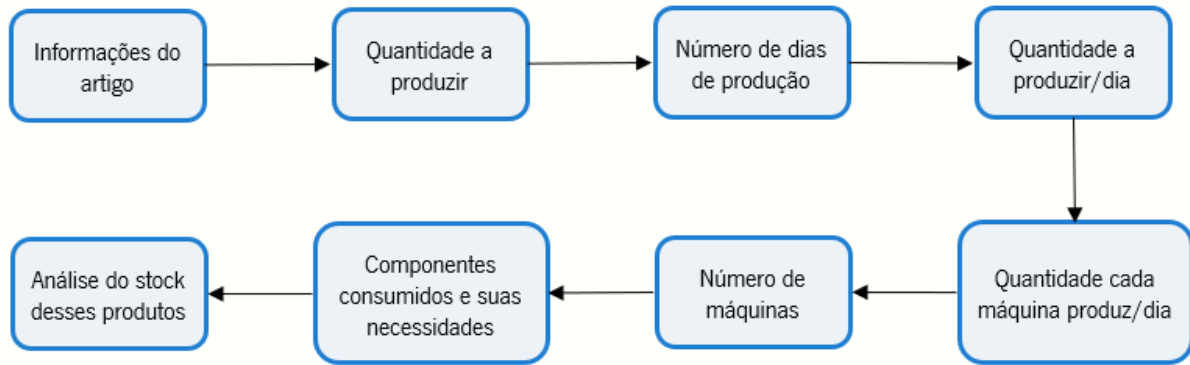 Informações do
artigo
Quantidade a
produzir
Número de dias
de produção
Quantidade a
produzir/dia
Quantidade cada
máquina produz/dia
Número de
máquinas
Componentes
consumidos e suas
necessidades
Análise do stock
desses produtos